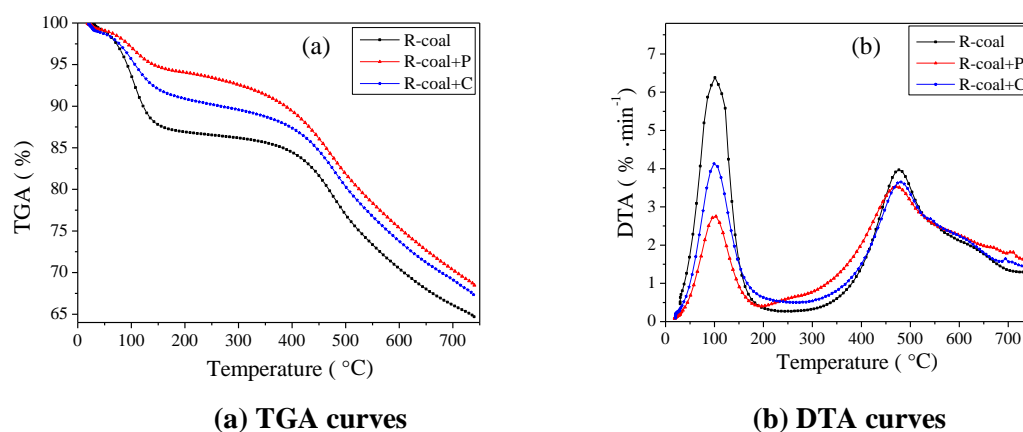 (a)
R-coal
R-coal+P
R-coal+C
100
95
90
85
80
75
70
65
TGA ( %)
0 100 200 300 400 500 600 700
Temperature ( °C)
(a) TGA curves
(b)
R-coal
R-coal+P
R-coal+C
7
6
5
4
3
2
1
0
DTA ( % ·min⁻¹)
0 100 200 300 400 500 600 700
Temperature ( °C)
(b) DTA curves